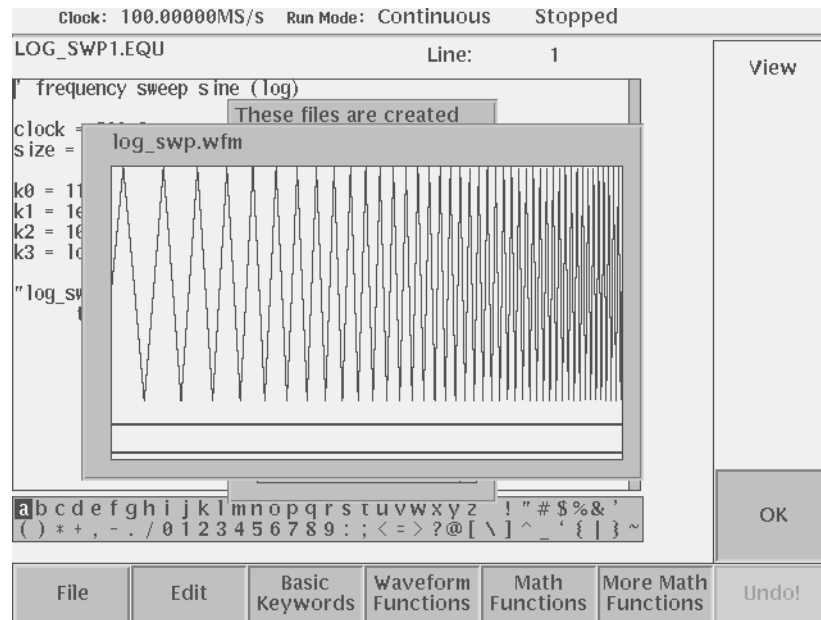 Clock: 100.00000MS/s Run Mode: Continuous Stopped
LOG_SWP1.EQU Line: 1
View
' frequency sweep sine (log)
These files are created
clock =
log_swp.wfm
size =
k0 = 11
k1 = 1e
k2 = 10
k3 = lo
"log_sw
a b c d e f g h i j k l m n o p q r s t u v w x y z ! " # $ % & '
( ) * + , - . / 0 1 2 3 4 5 6 7 8 9 : ; < = > ? @ [ \ ] ^ _ ` { | } ~
OK
File Edit Basic Keywords Waveform Functions Math Functions More Math Functions Undo!